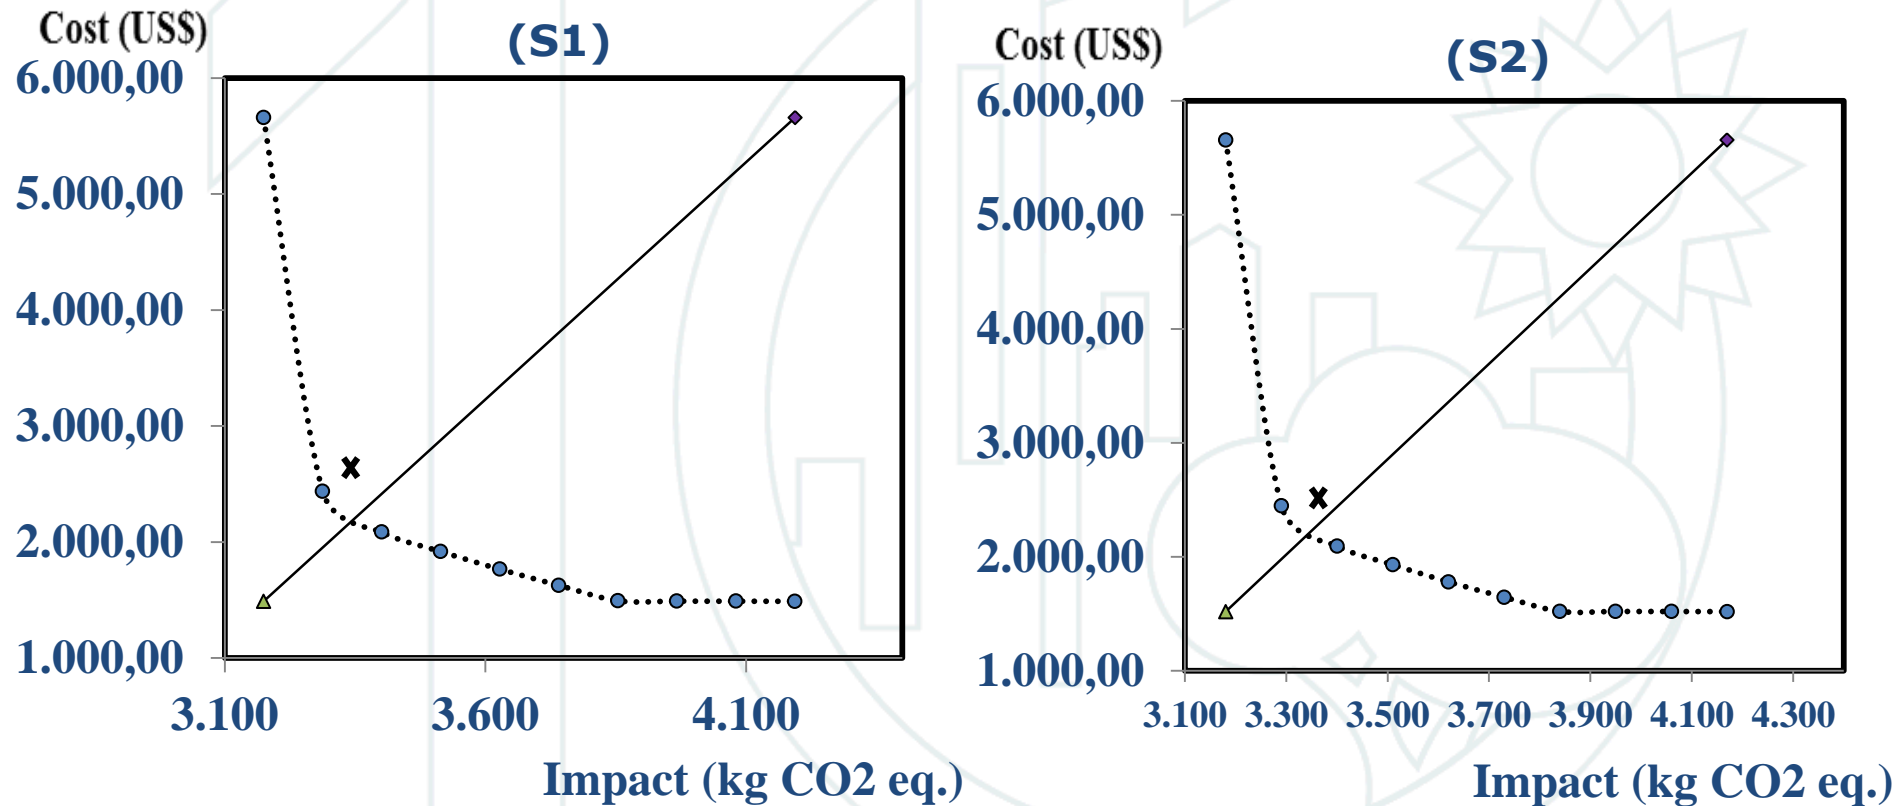 Cost (US$)
(S1)
6.000,00
5.000,00
4.000,00
3.000,00
2.000,00
1.000,00
3.100 3.600 4.100
Impact (kg CO2 eq.)
Cost (US$)
(S2)
6.000,00
5.000,00
4.000,00
3.000,00
2.000,00
1.000,00
3.100 3.300 3.500 3.700 3.900 4.100 4.300
Impact (kg CO2 eq.)